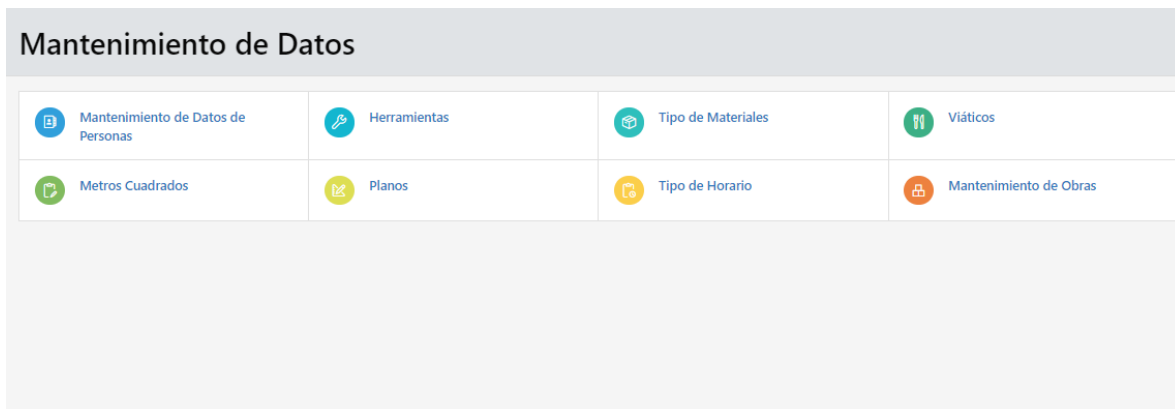 Mantenimiento de Datos
Mantenimiento de Datos de
Personas
Herramientas
Tipo de Materiales
Viáticos
Metros Cuadrados
Planos
Tipo de Horario
Mantenimiento de Obras